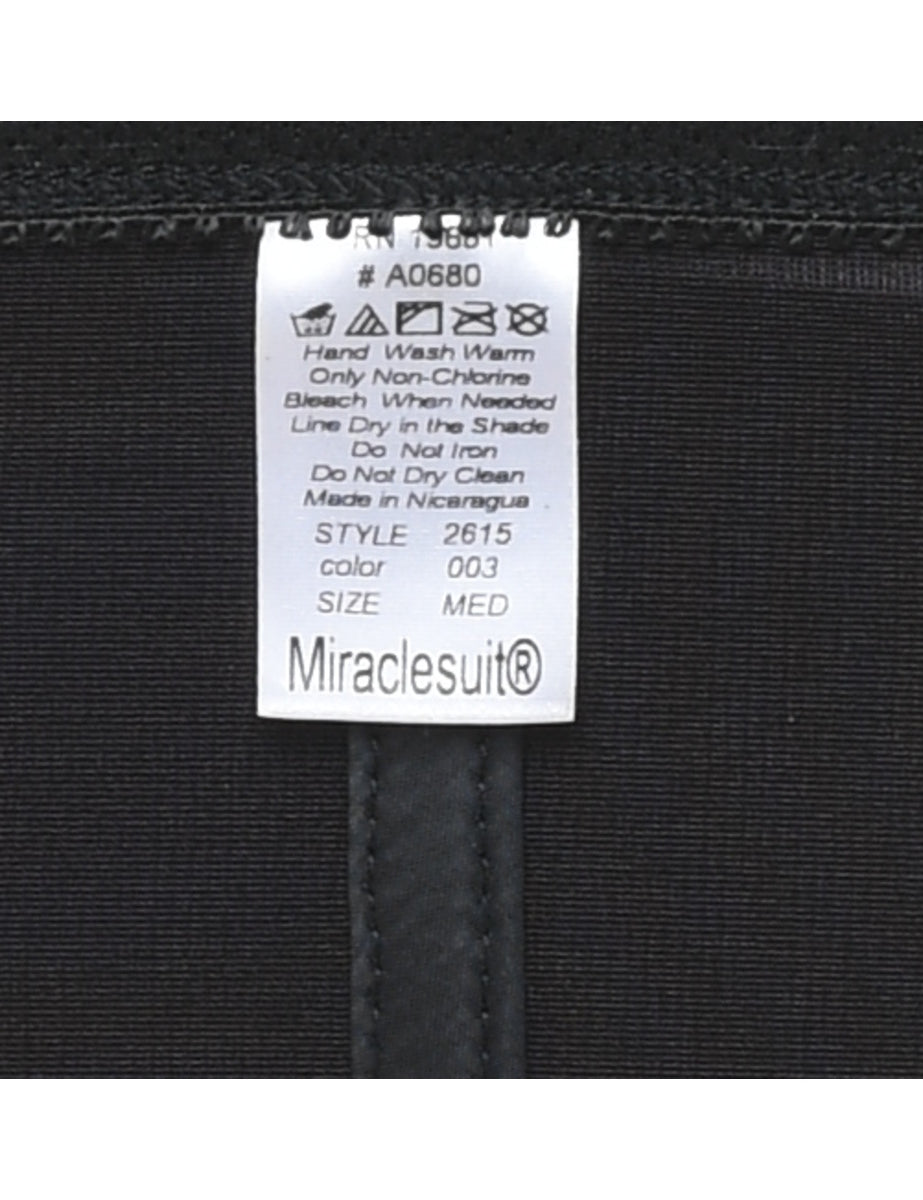 RN
# A0680
Hand Wash Warm
Only Non-Chlorine
Bleach When Needed
Line Dry in the Shade
Do Not Iron
Do Not Dry Clean
Made in Nicaragua
STYLE 2615
color 003
SIZE MED
Miraclesuit®